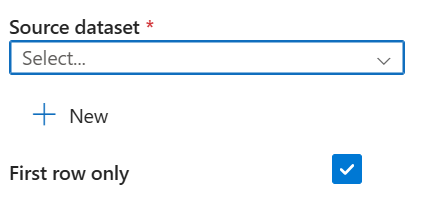 Source dataset *
Select...
New
First row only